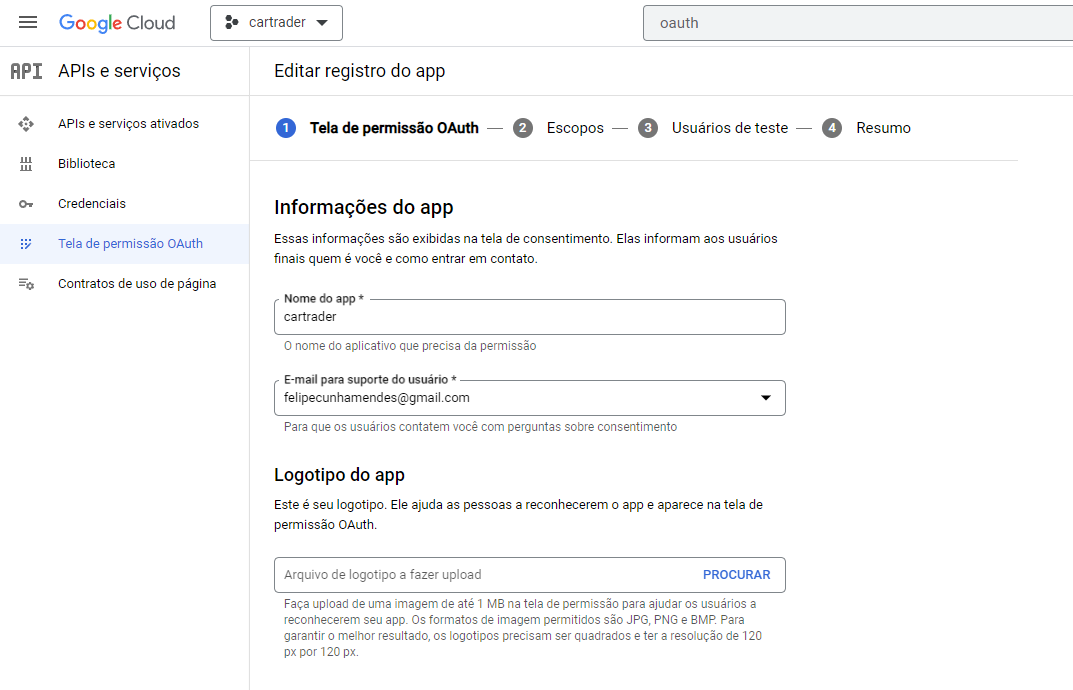 Google Cloud
cartrader
oauth
API
APIs e serviços
Editar registro do app
APIs e serviços ativados
Biblioteca
Credenciais
Tela de permissão OAuth
Contratos de uso de página
1 Tela de permissão OAuth — 2 Escopos — 3 Usuários de teste — 4 Resumo
Informações do app
Essas informações são exibidas na tela de consentimento. Elas informam aos usuários
finais quem é você e como entrar em contato.
Nome do app *
cartrader
O nome do aplicativo que precisa da permissão
E-mail para suporte do usuário *
felipecunhamendes@gmail.com
Para que os usuários contatem você com perguntas sobre consentimento
Logotipo do app
Este é seu logotipo. Ele ajuda as pessoas a reconhecerem o app e aparece na tela de
permissão OAuth.
Arquivo de logotipo a fazer upload PROCURAR
Faça upload de uma imagem de até 1 MB na tela de permissão para ajudar os usuários a
reconhecerem seu app. Os formatos de imagem permitidos são JPG, PNG e BMP. Para
garantir o melhor resultado, os logotipos precisam ser quadrados e ter a resolução de 120
px por 120 px.